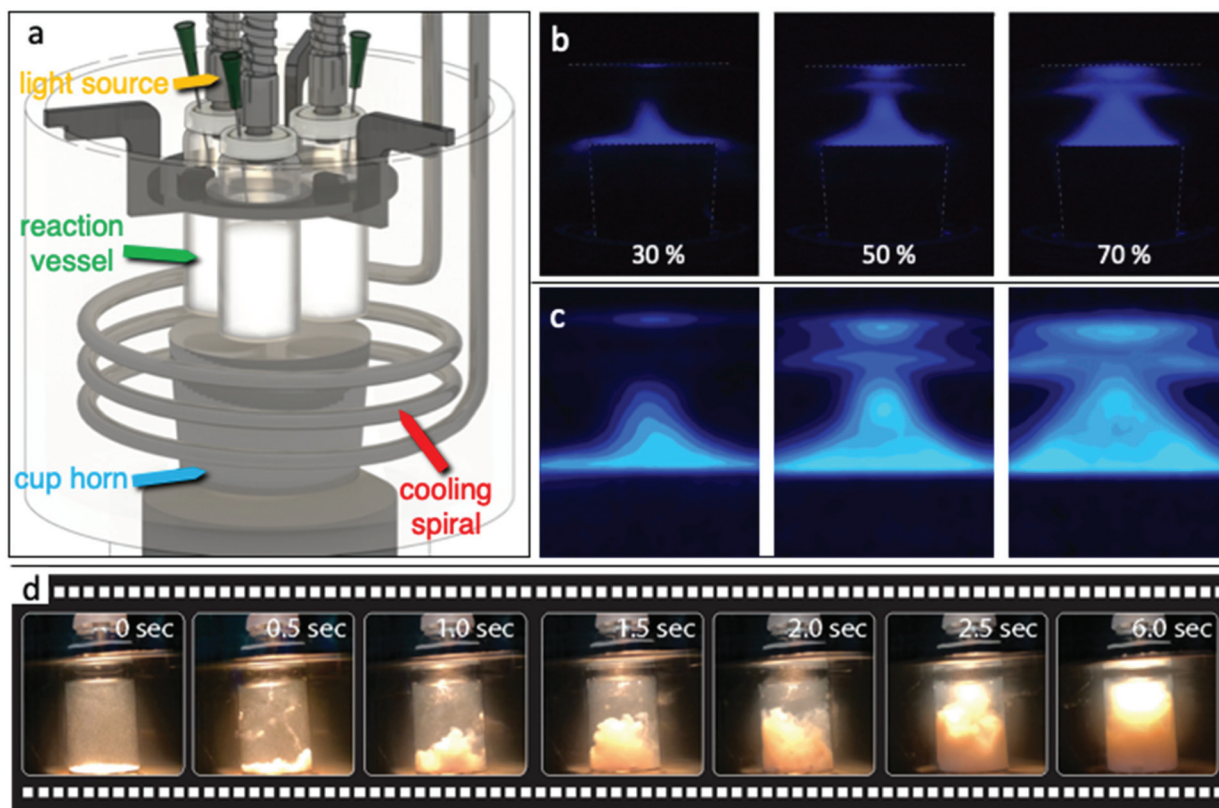 a
light source
reaction
vessel
cup horn
cooling
spiral
b
30 %
50 %
70 %
c
d
0 sec
0.5 sec
1.0 sec
1.5 sec
2.0 sec
2.5 sec
6.0 sec